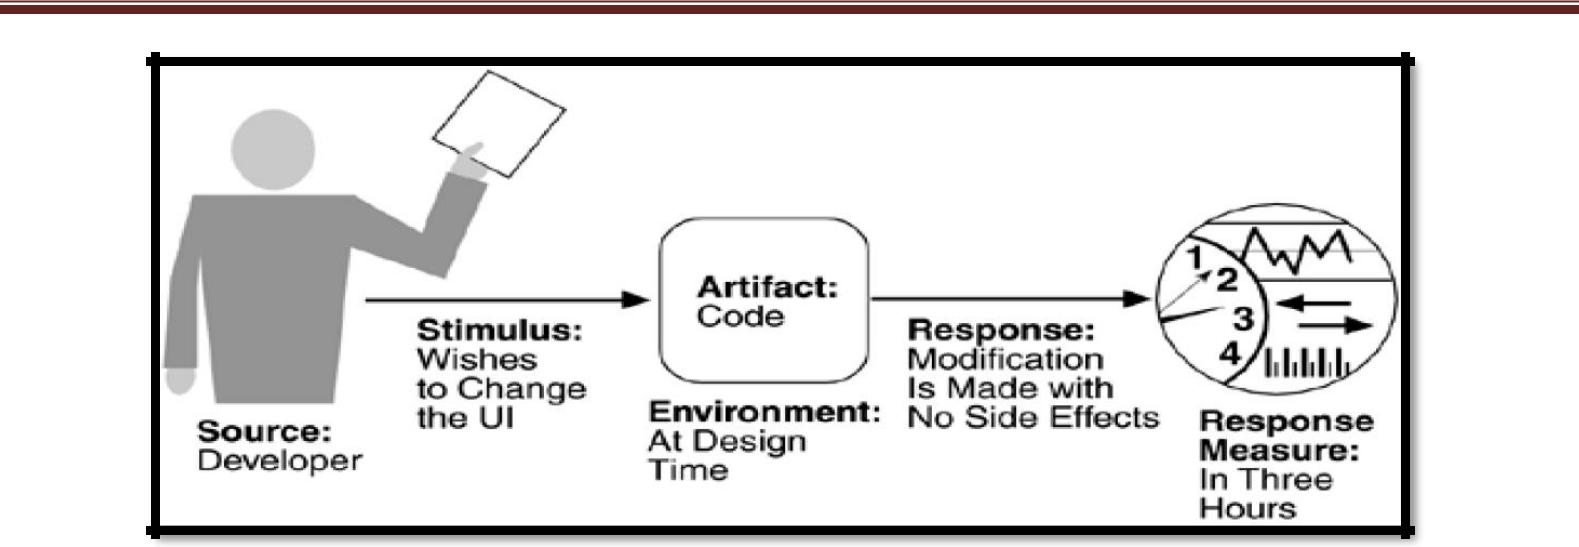 Source:
Developer
Stimulus:
Wishes
to Change
the UI
Artifact:
Code
Environment:
At Design
Time
Response:
Modification
Is Made with
No Side Effects
1
2
3
4
Response
Measure:
In Three
Hours